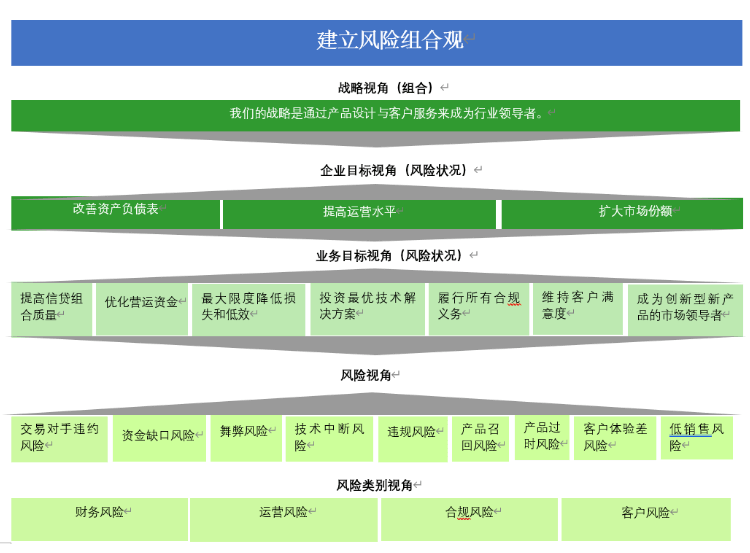 建立风险组合观
战略视角（组合）
我们的战略是通过产品设计与客户服务来成为行业领导者。
企业目标视角（风险状况）
改善资产负债表
提高运营水平
扩大市场份额
业务目标视角（风险状况）
提高信贷组
合质量
优化营运资金
最大限度降低损
失和低效
投资最优技术解
决方案
履行所有合规
义务
维持客户满
意度
成为创新型新产
品的市场领导者
风险视角
交易对手违约
风险
资金缺口风险
舞弊风险
技术中断风
险
违规风险
产品召
回风险
产品过
时风险
客户体验差
风险
低销售风
险
风险类别视角
财务风险
运营风险
合规风险
客户风险